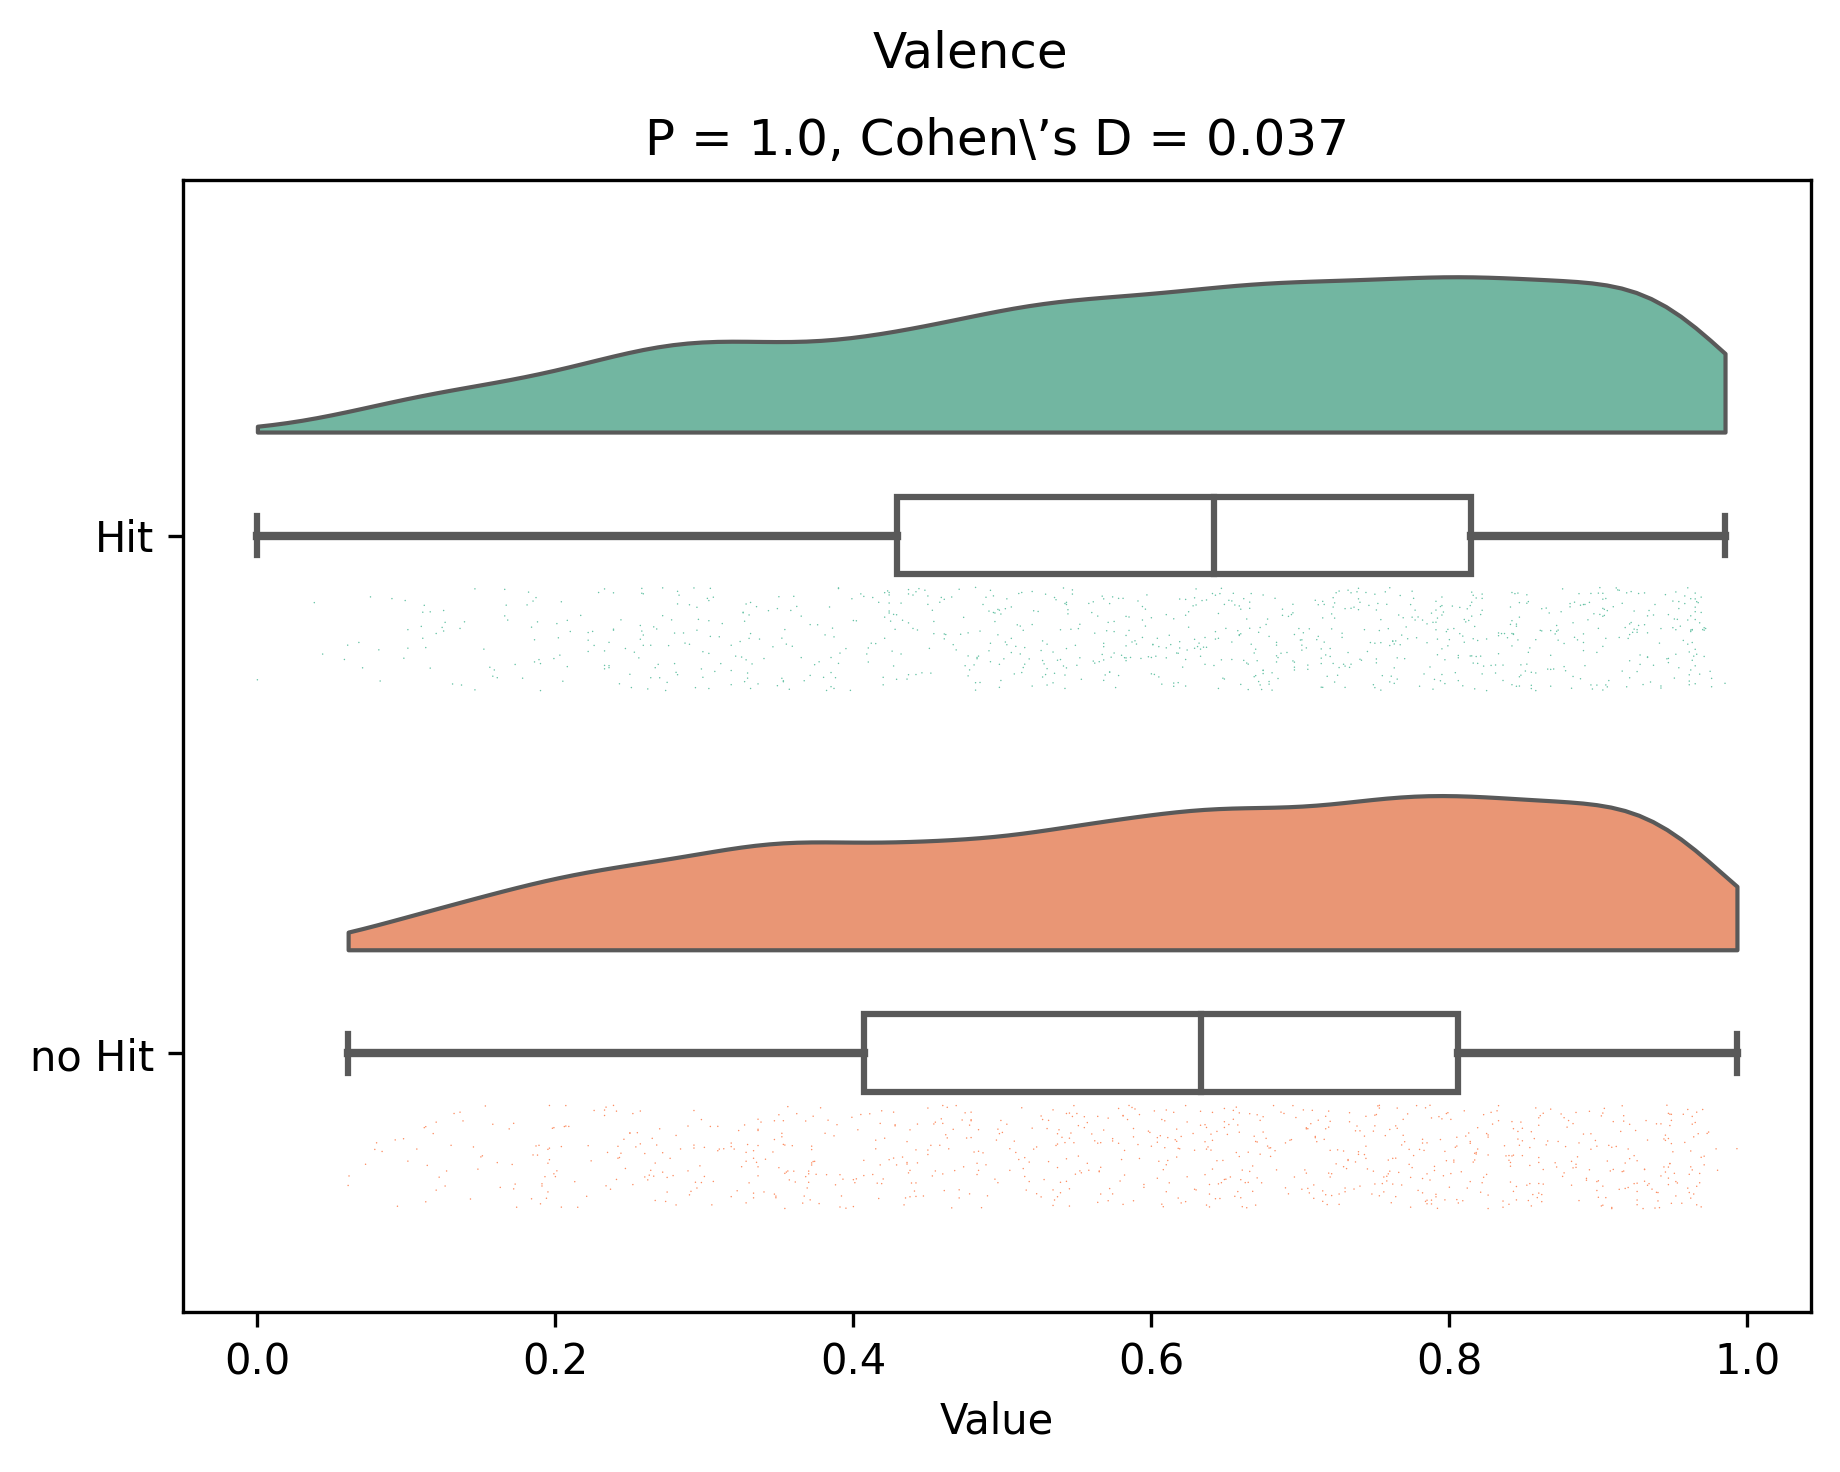 Valence
P = 1.0, Cohen\’s D = 0.037
Hit
no Hit
0.0 0.2 0.4 0.6 0.8 1.0
Value